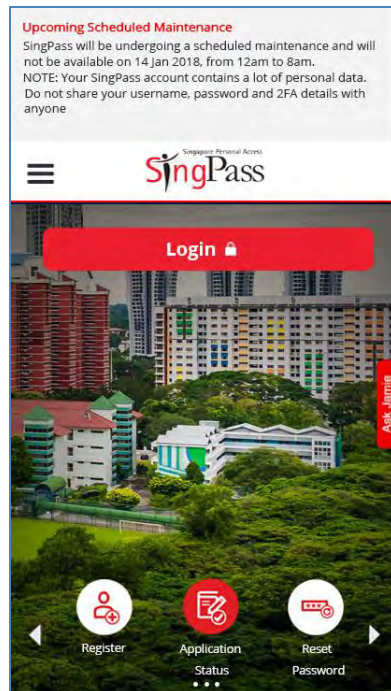 Upcoming Scheduled Maintenance
SingPass will be undergoing a scheduled maintenance and will
not be available on 14 Jan 2018, from 12am to 8am.
NOTE: Your SingPass account contains a lot of personal data.
Do not share your username, password and 2FA details with
anyone
Singapore Personal Access
SingPass
Login
Ask Jamie
Register
Application
Status
Reset
Password